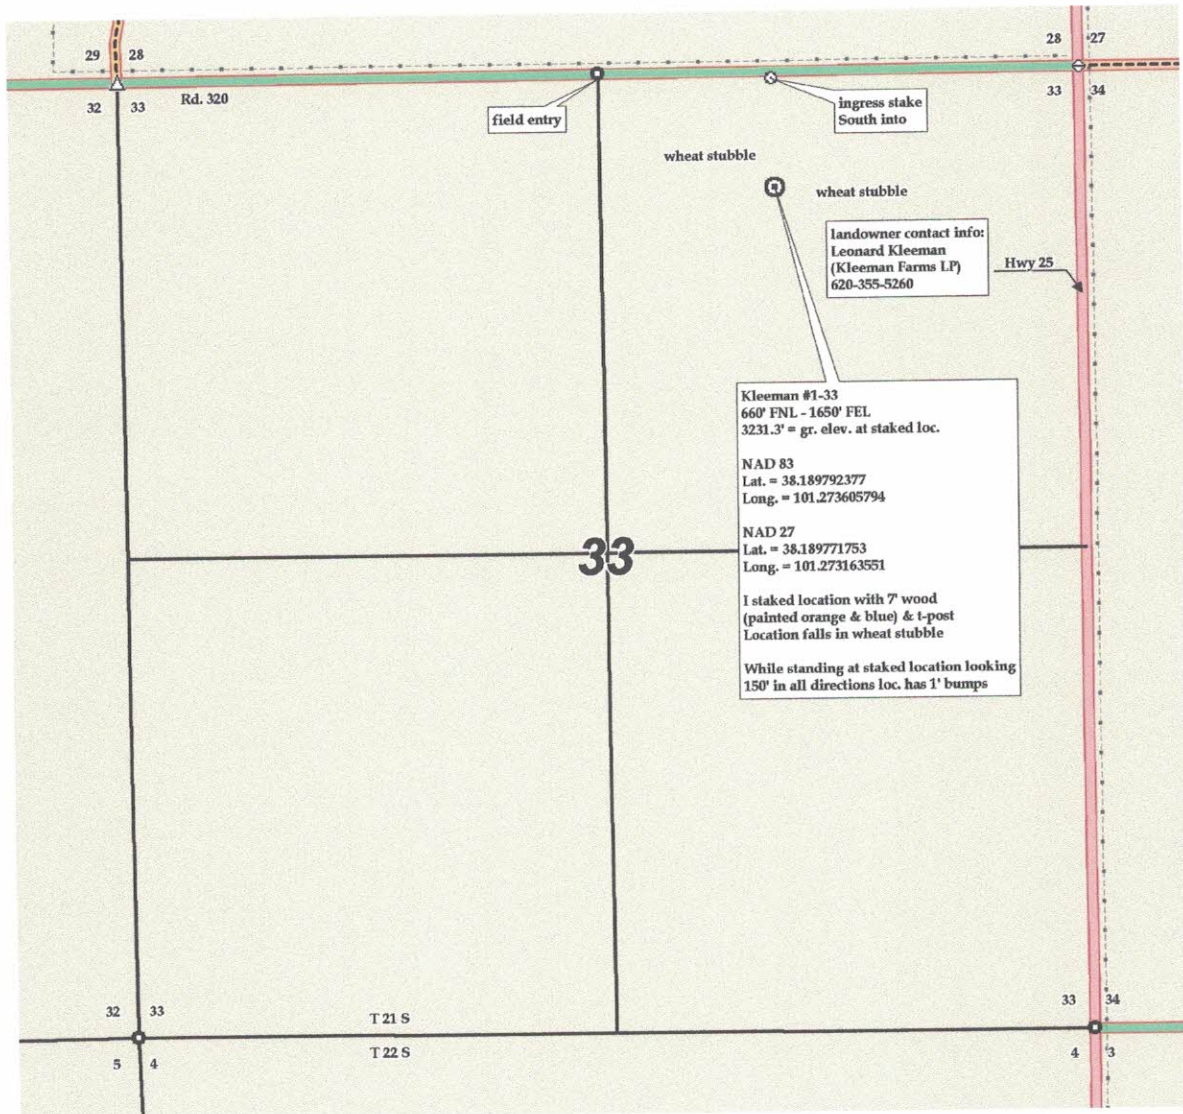 29 28
28 27
32 33
Rd. 320
33 34
field entry
ingress stake
South into
wheat stubble
wheat stubble
landowner contact info:
Leonard Kleeman
(Kleeman Farms LP)
620-355-5260
Hwy 25
Kleeman #1-33
660' FNL - 1650' FEL
3231.3' = gr. elev. at staked loc.
NAD 83
Lat. = 38.189792377
Long. = 101.273605794
NAD 27
Lat. = 38.189771753
Long. = 101.273163551
33
I staked location with 7' wood
(painted orange & blue) & t-post
Location falls in wheat stubble
While standing at staked location looking
150' in all directions loc. has 1' bumps
32 33
T 21 S
33 34
5 4
T 22 S
4 3